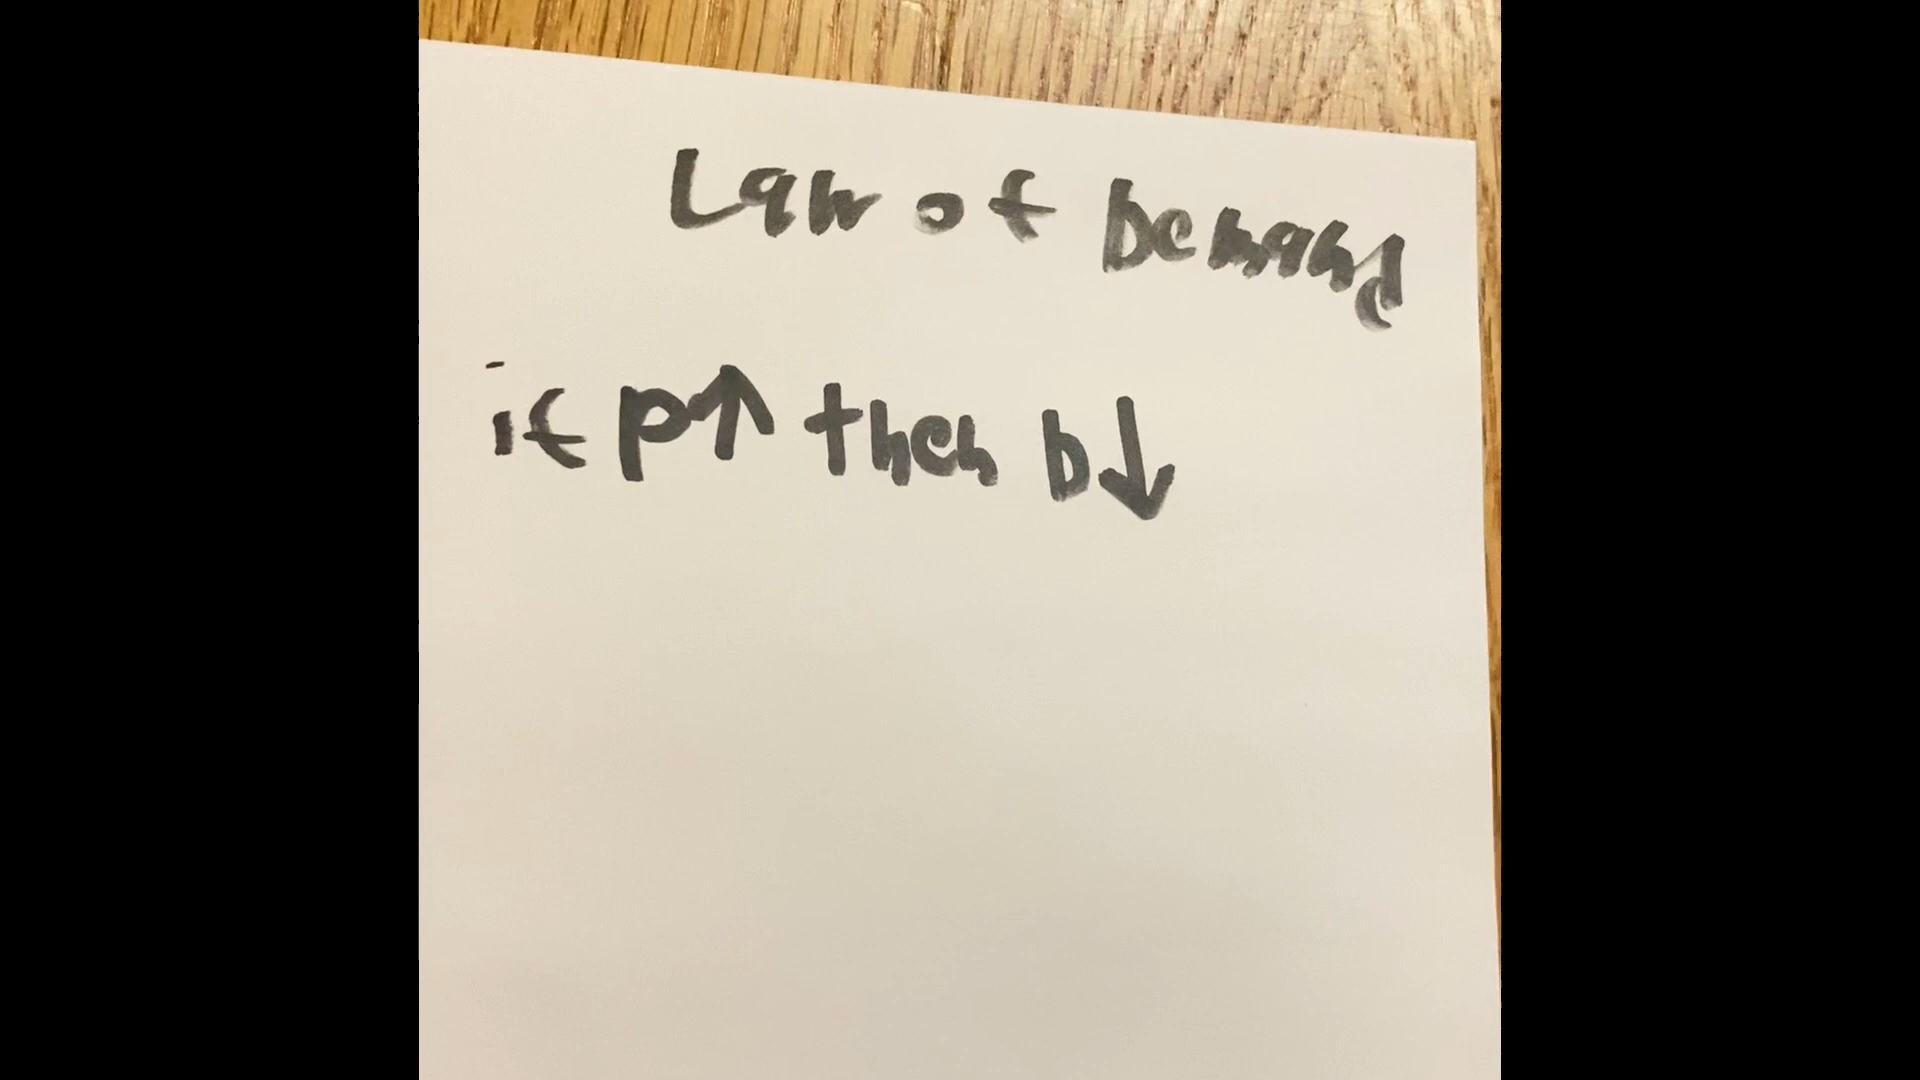 Law of Demand
if P↑ then D↓